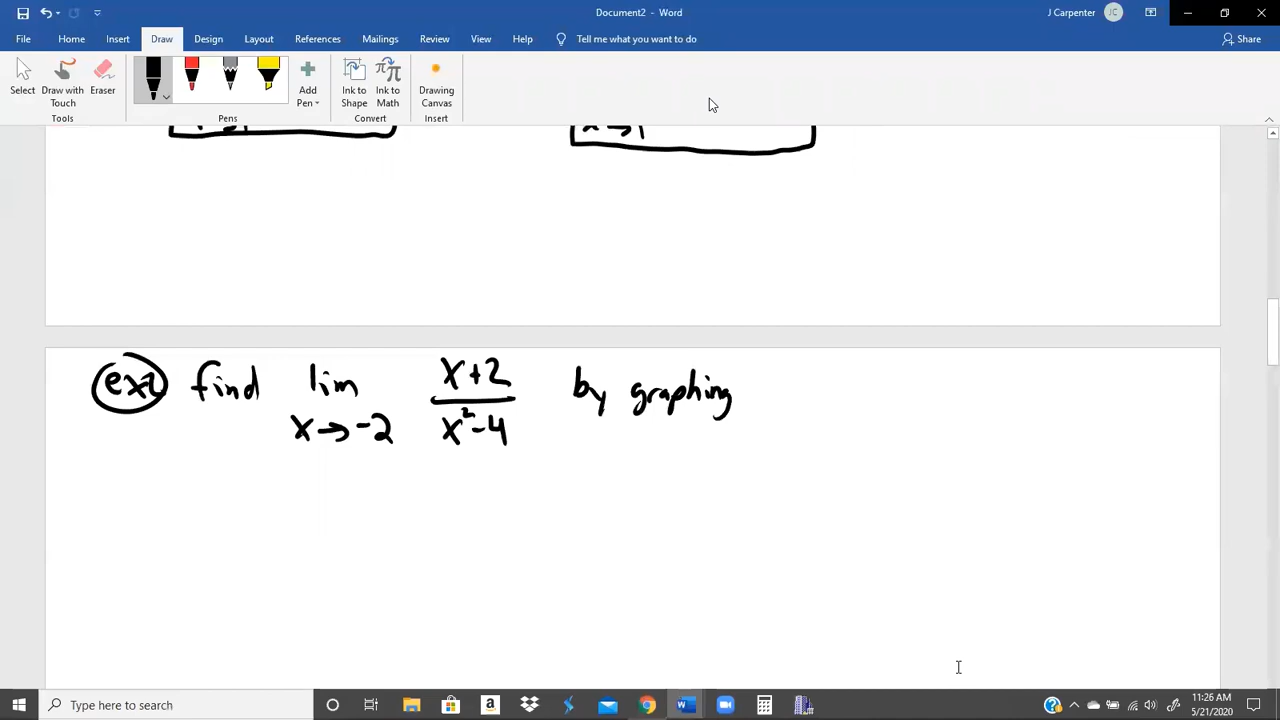 Document2 - Word
J Carpenter JC
File Home Insert Draw Design Layout References Mailings Review View Help Tell me what you want to do Share
Select Draw with Touch Eraser Add Pen Ink to Shape Ink to Math Drawing Canvas
Tools Pens Convert Insert
x→1
ex2 find lim x+2 by graphing
x→-2 x²-4
Type here to search
11:26 AM
5/21/2020